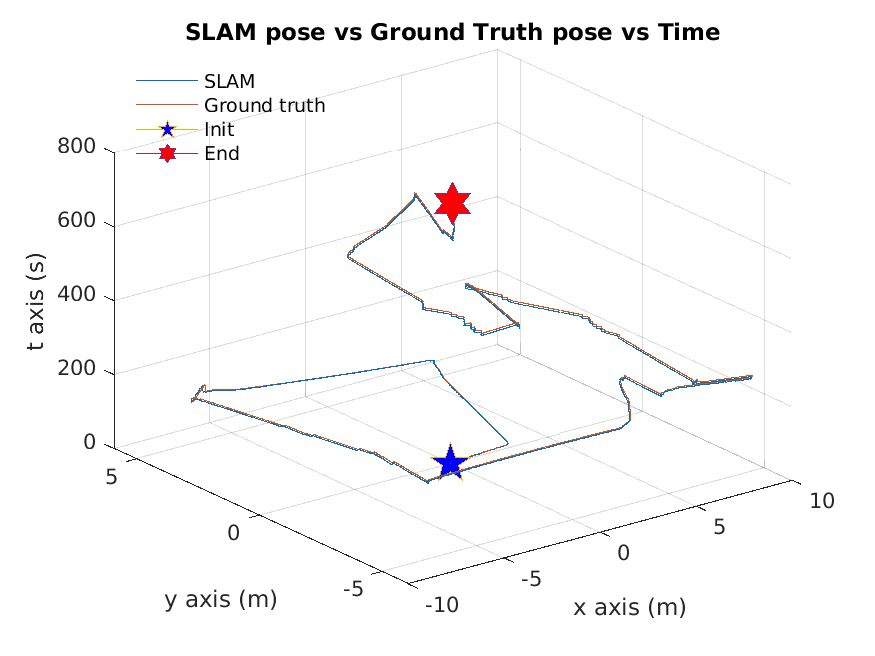 SLAM pose vs Ground Truth pose vs Time
SLAM
Ground truth
Init
End
800
600
400
200
0
t axis (s)
5
0
-5
y axis (m)
-10
-5
0
5
10
x axis (m)